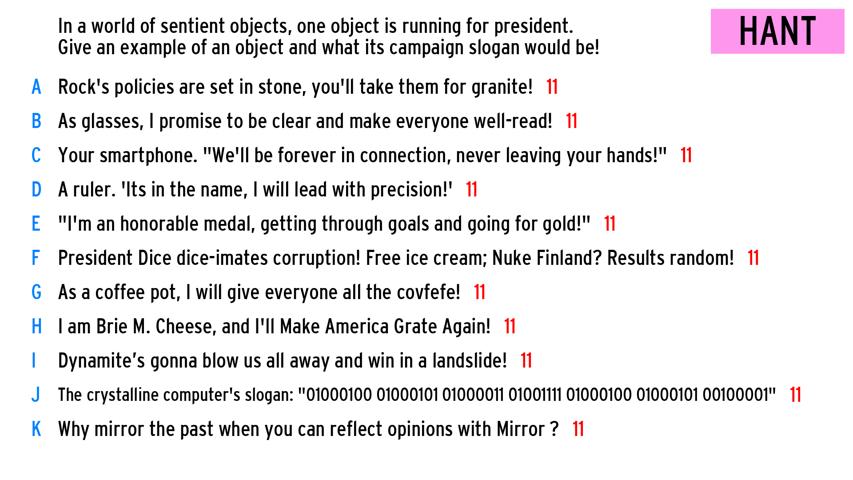 In a world of sentient objects, one object is running for president.
Give an example of an object and what its campaign slogan would be!
HANT
A Rock's policies are set in stone, you'll take them for granite! 11
B As glasses, I promise to be clear and make everyone well-read! 11
C Your smartphone. "We'll be forever in connection, never leaving your hands!" 11
D A ruler. 'Its in the name, I will lead with precision!' 11
E "I'm an honorable medal, getting through goals and going for gold!" 11
F President Dice dice-imates corruption! Free ice cream; Nuke Finland? Results random! 11
G As a coffee pot, I will give everyone all the covfefe! 11
H I am Brie M. Cheese, and I'll Make America Grate Again! 11
I Dynamite’s gonna blow us all away and win in a landslide! 11
J The crystalline computer's slogan: "01000100 01000101 01000011 01001111 01000100 01000101 00100001" 11
K Why mirror the past when you can reflect opinions with Mirror ? 11